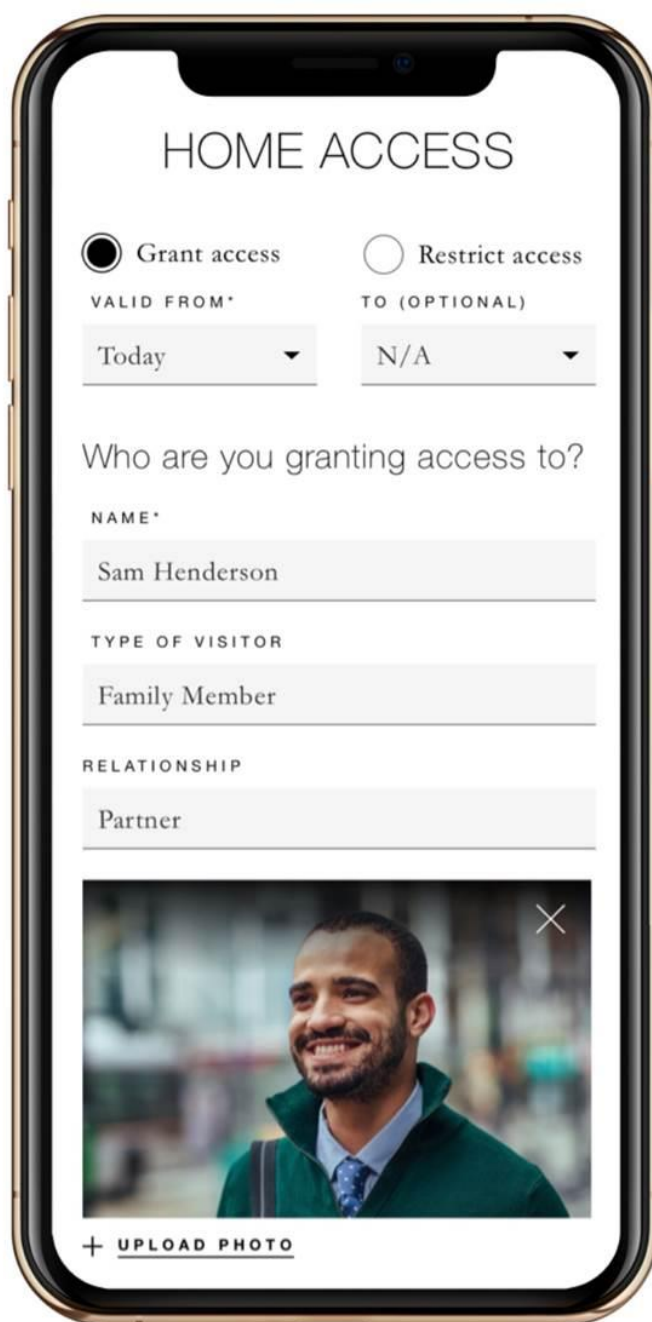 HOME ACCESS
Grant access Restrict access
VALID FROM* TO (OPTIONAL)
Today N/A
Who are you granting access to?
NAME*
Sam Henderson
TYPE OF VISITOR
Family Member
RELATIONSHIP
Partner
+ UPLOAD PHOTO